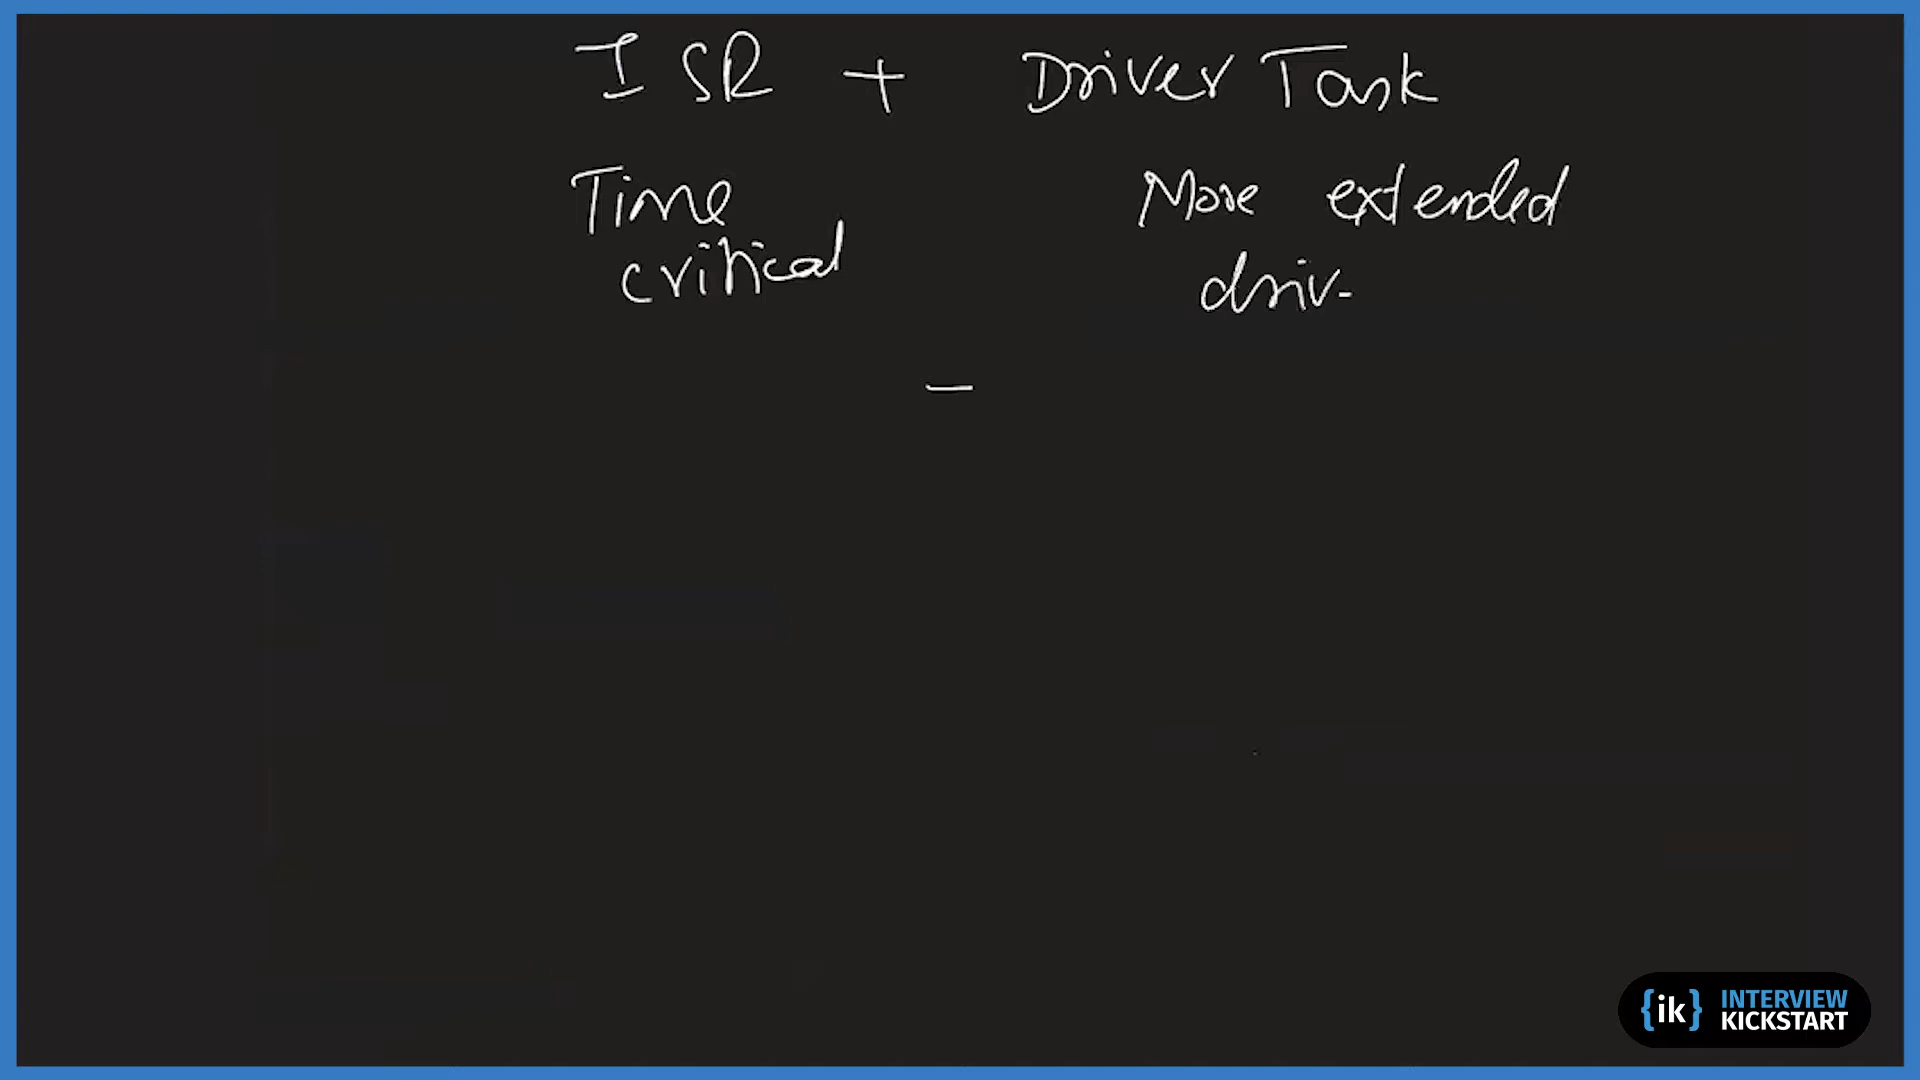 ISR + Driver Task
Time More extended
critical driv-
-
{ik} INTERVIEW
KICKSTART